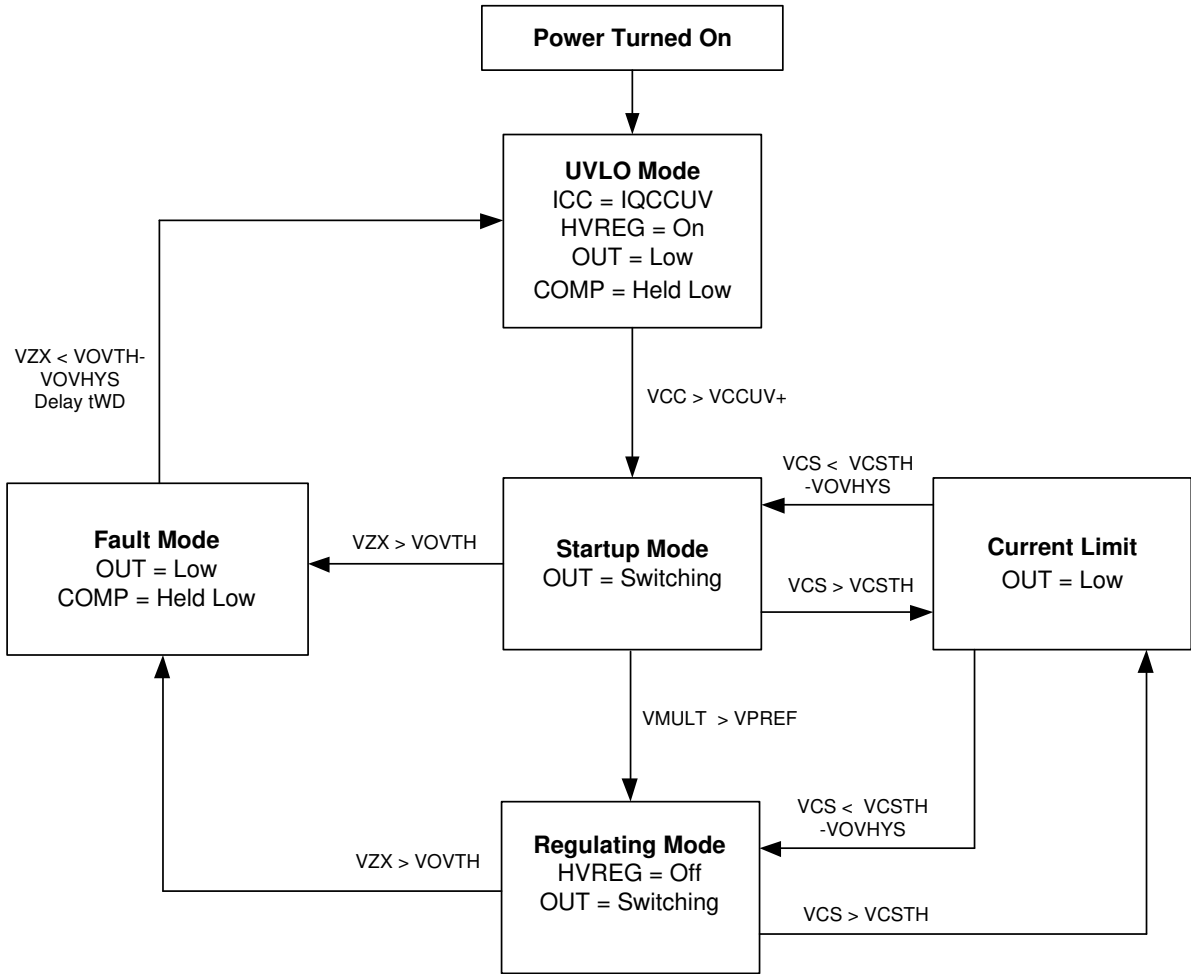 Power Turned On
UVLO Mode
ICC = IQCCUV
HVREG = On
OUT = Low
COMP = Held Low
VZX < VOVTH-
VOVHYS
Delay tWD
VCC > VCCUV+
VCS < VCSTH
-VOVHYS
Fault Mode
OUT = Low
COMP = Held Low
VZX > VOVTH
Startup Mode
OUT = Switching
VCS > VCSTH
Current Limit
OUT = Low
VMULT > VPREF
VCS < VCSTH
-VOVHYS
VZX > VOVTH
Regulating Mode
HVREG = Off
OUT = Switching
VCS > VCSTH